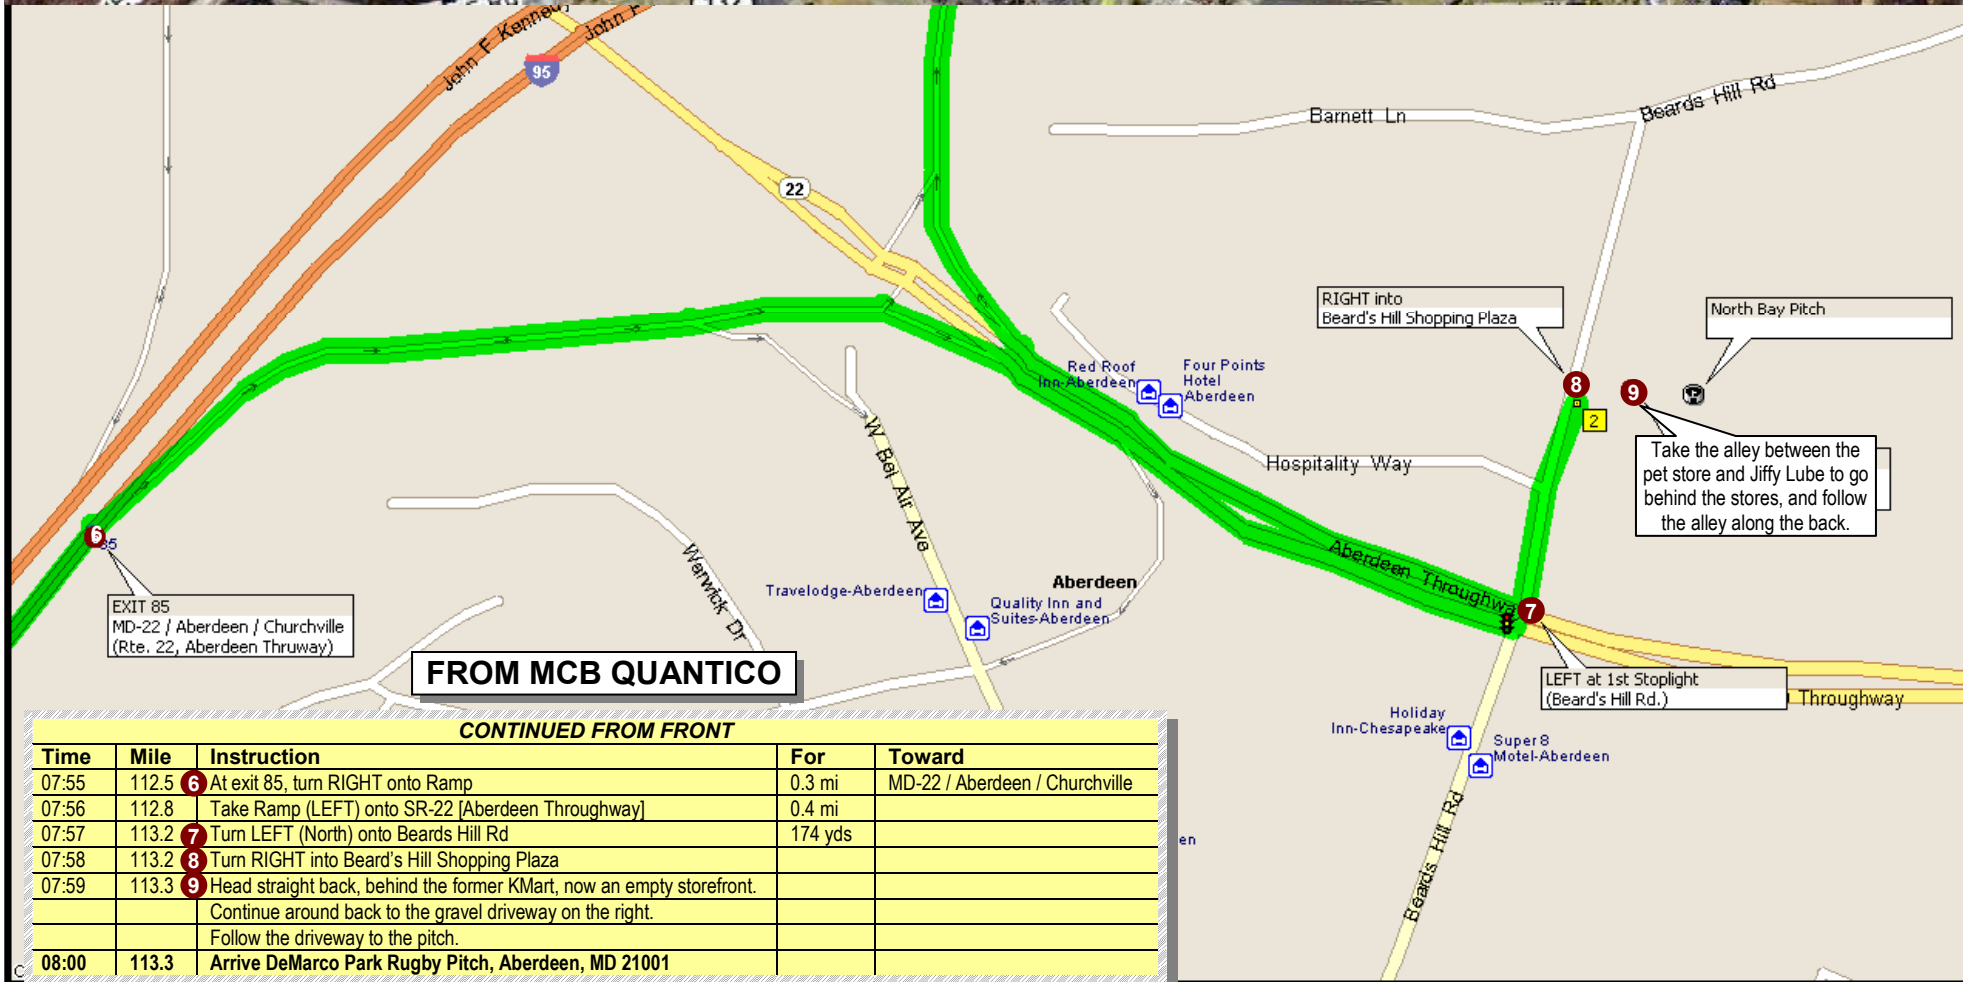 John F Kennedy
John F
95
22
Barnett Ln
Beards Hill Rd
RIGHT into
Beard's Hill Shopping Plaza
North Bay Pitch
8
9
2
Red Roof
Inn-Aberdeen
Four Points
Hotel
Aberdeen
Take the alley between the
pet store and Jiffy Lube to go
behind the stores, and follow
the alley along the back.
Hospitality Way
W Bel Air Ave
6
85
Warwick Dr
Aberdeen Throughwa
Aberdeen
Travelodge-Aberdeen
Quality Inn and
Suites-Aberdeen
7
EXIT 85
MD-22 / Aberdeen / Churchville
(Rte. 22, Aberdeen Thruway)
LEFT at 1st Stoplight
(Beard's Hill Rd.)
Throughway
FROM MCB QUANTICO
Holiday
Inn-Chesapeake
Super 8
Motel-Aberdeen
en
Beards Hill Rd
CONTINUED FROM FRONT
Time Mile Instruction For Toward
07:55 112.5 6 At exit 85, turn RIGHT onto Ramp 0.3 mi MD-22 / Aberdeen / Churchville
07:56 112.8 Take Ramp (LEFT) onto SR-22 [Aberdeen Throughway] 0.4 mi
07:57 113.2 7 Turn LEFT (North) onto Beards Hill Rd 174 yds
07:58 113.2 8 Turn RIGHT into Beard's Hill Shopping Plaza
07:59 113.3 9 Head straight back, behind the former KMart, now an empty storefront.
Continue around back to the gravel driveway on the right.
Follow the driveway to the pitch.
08:00 113.3 Arrive DeMarco Park Rugby Pitch, Aberdeen, MD 21001